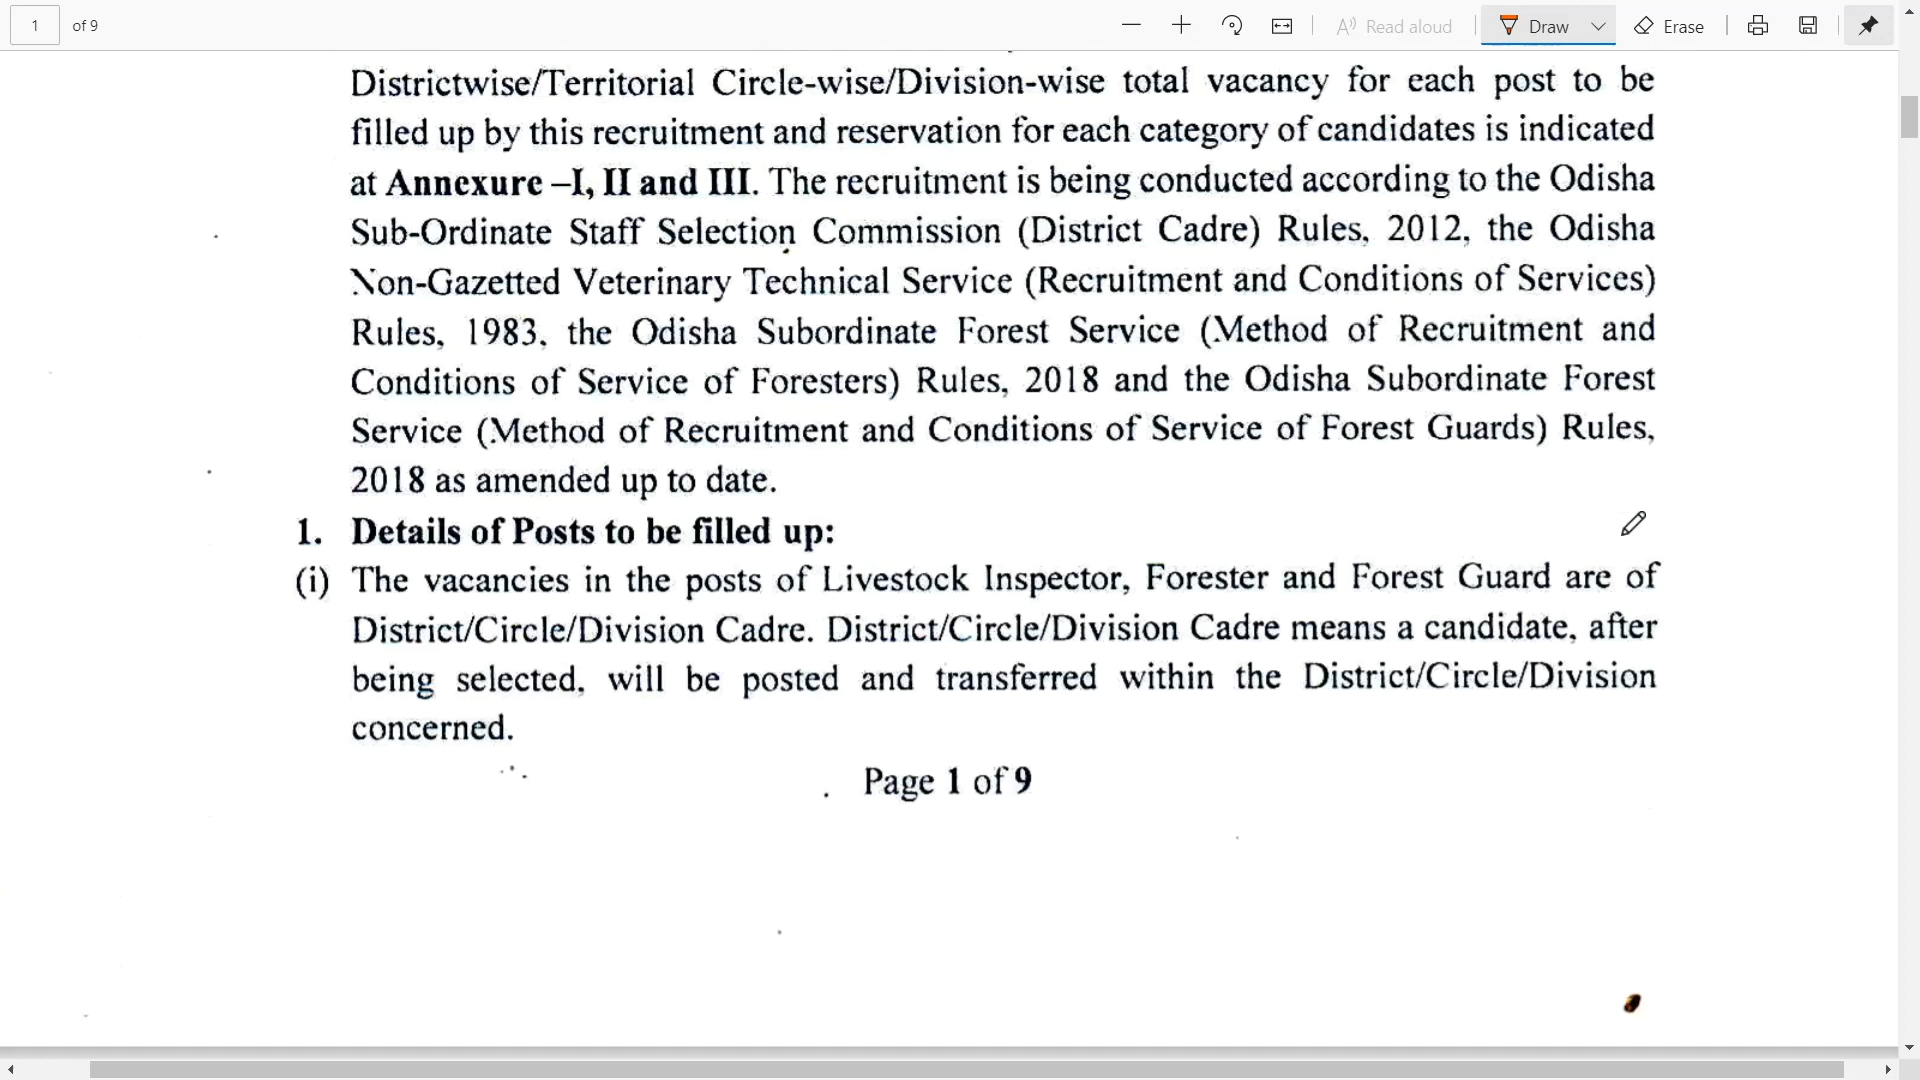 1 of 9 Read aloud Draw Erase
Districtwise/Territorial Circle-wise/Division-wise total vacancy for each post to be
filled up by this recruitment and reservation for each category of candidates is indicated
at Annexure –I, II and III. The recruitment is being conducted according to the Odisha
Sub-Ordinate Staff Selection Commission (District Cadre) Rules, 2012, the Odisha
Non-Gazetted Veterinary Technical Service (Recruitment and Conditions of Services)
Rules, 1983, the Odisha Subordinate Forest Service (Method of Recruitment and
Conditions of Service of Foresters) Rules, 2018 and the Odisha Subordinate Forest
Service (Method of Recruitment and Conditions of Service of Forest Guards) Rules,
2018 as amended up to date.
1. Details of Posts to be filled up:
(i) The vacancies in the posts of Livestock Inspector, Forester and Forest Guard are of
District/Circle/Division Cadre. District/Circle/Division Cadre means a candidate, after
being selected, will be posted and transferred within the District/Circle/Division
concerned.
Page 1 of 9